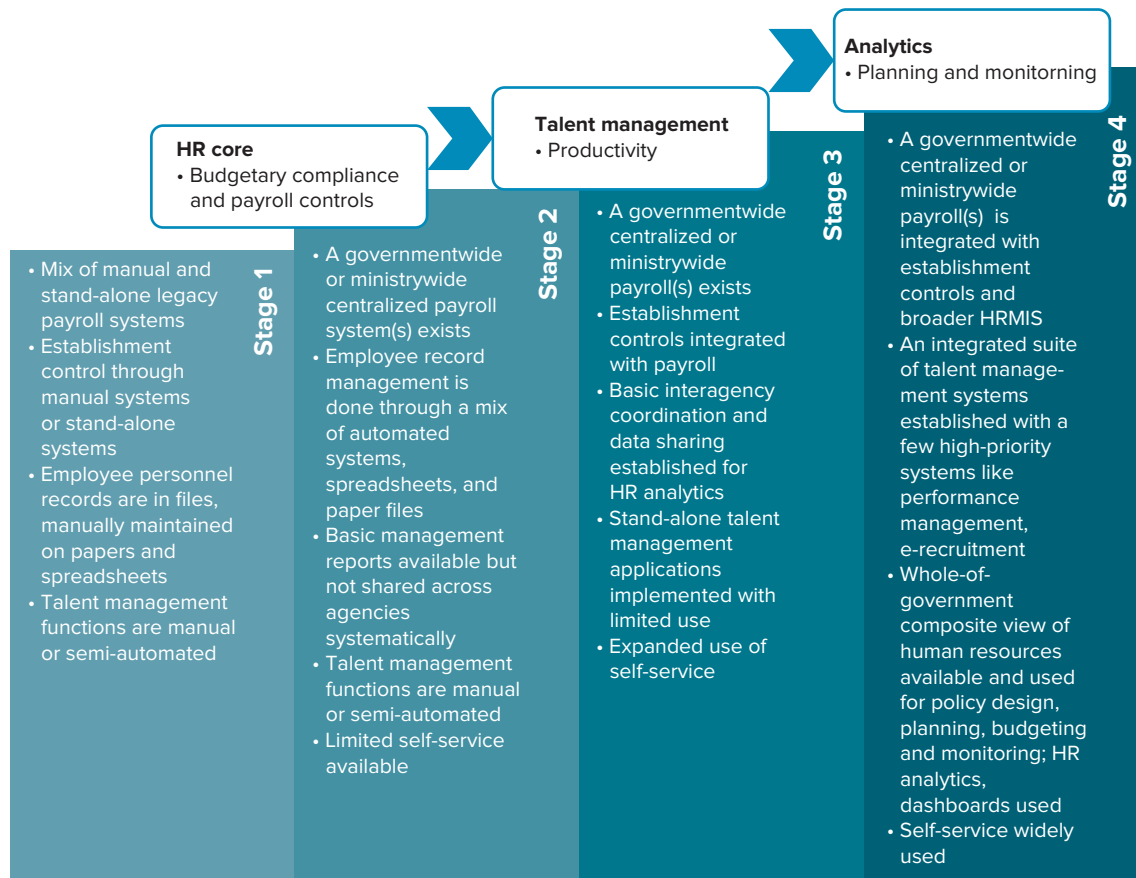 HR core
• Budgetary compliance
and payroll controls
Talent management
• Productivity
Analytics
• Planning and monitorning
Stage 1
• Mix of manual and
stand-alone legacy
payroll systems
• Establishment
control through
manual systems
or stand-alone
systems
• Employee personnel
records are in files,
manually maintained
on papers and
spreadsheets
• Talent management
functions are manual
or semi-automated
Stage 2
• A governmentwide
or ministrywide
centralized payroll
system(s) exists
• Employee record
management is
done through a mix
of automated
systems,
spreadsheets, and
paper files
• Basic management
reports available but
not shared across
agencies
systematically
• Talent management
functions are manual
or semi-automated
• Limited self-service
available
Stage 3
• A governmentwide
centralized or
ministrywide
payroll(s) exists
• Establishment
controls integrated
with payroll
• Basic interagency
coordination and
data sharing
established for
HR analytics
• Stand-alone talent
management
applications
implemented with
limited use
• Expanded use of
self-service
Stage 4
• A governmentwide
centralized or
ministrywide
payroll(s) is
integrated with
establishment
controls and
broader HRMIS
• An integrated suite
of talent manage-
ment systems
established with a
few high-priority
systems like
performance
management,
e-recruitment
• Whole-of-
government
composite view of
human resources
available and used
for policy design,
planning, budgeting
and monitoring; HR
analytics,
dashboards used
• Self-service widely
used